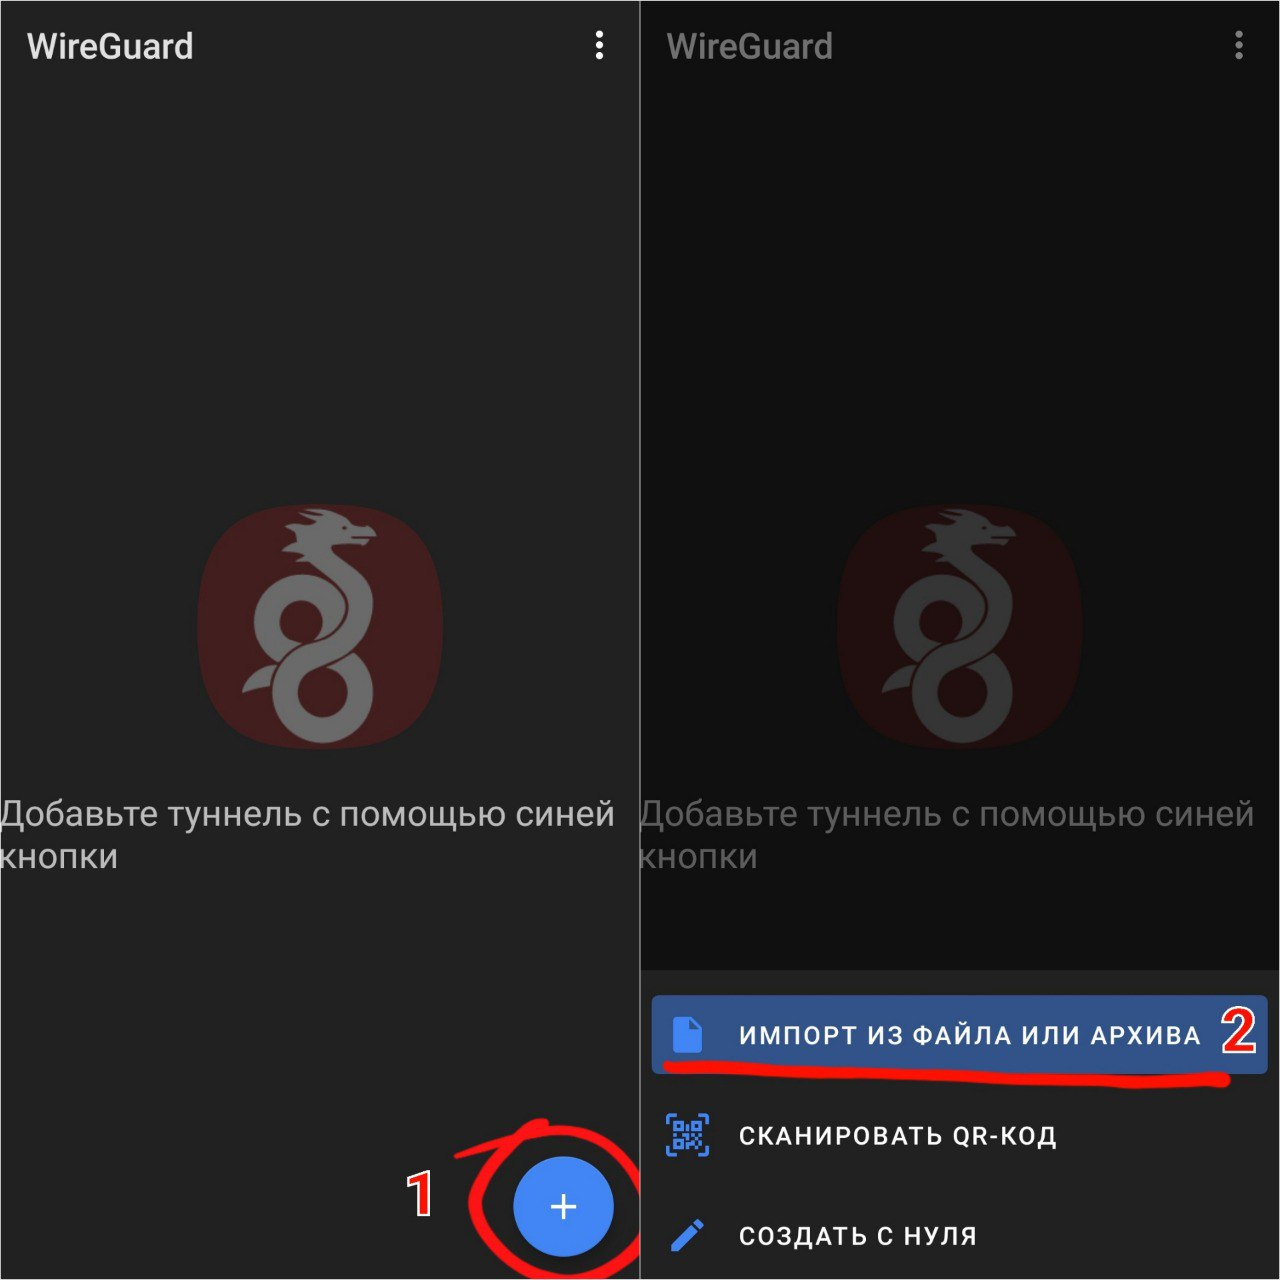 WireGuard
Добавьте туннель с помощью синей
кнопки
1
WireGuard
Добавьте туннель с помощью синей
кнопки
ИМПОРТ ИЗ ФАЙЛА ИЛИ АРХИВА 2
СКАНИРОВАТЬ QR-КОД
СОЗДАТЬ С НУЛЯ